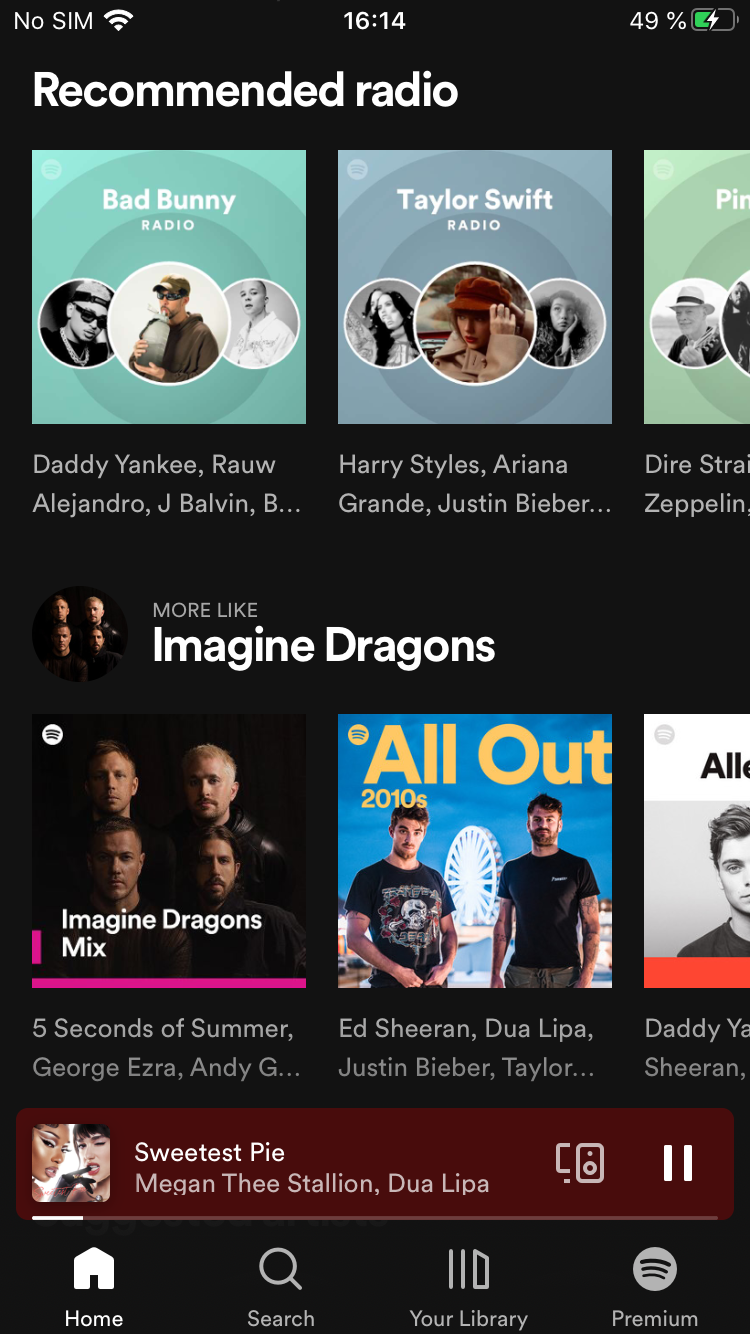 No SIM 16:14 49 %
Recommended radio
Bad Bunny
RADIO
Taylor Swift
RADIO
Pin
Daddy Yankee, Rauw
Alejandro, J Balvin, B...
Harry Styles, Ariana
Grande, Justin Bieber...
Dire Strai
Zeppelin,
MORE LIKE
Imagine Dragons
Imagine Dragons
Mix
All Out
2010s
Alle
5 Seconds of Summer,
George Ezra, Andy G...
Ed Sheeran, Dua Lipa,
Justin Bieber, Taylor...
Daddy Ya
Sheeran,
Sweetest Pie
Megan Thee Stallion, Dua Lipa
Home
Search
Your Library
Premium